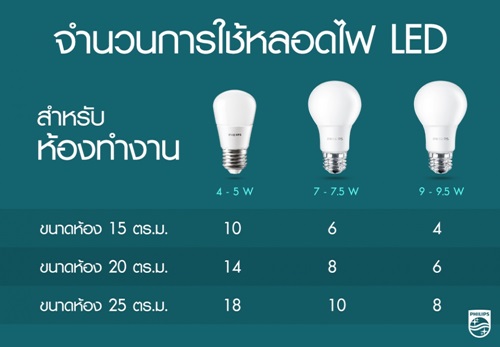 จำนวนการใช้หลอดไฟ LED
สำหรับ
ห้องทำงาน
PHILIPS PHILIPS PHILIPS
4 - 5 W 7 - 7.5 W 9 - 9.5 W
ขนาดห้อง 15 ตร.ม. 10 6 4
ขนาดห้อง 20 ตร.ม. 14 8 6
ขนาดห้อง 25 ตร.ม. 18 10 8
PHILIPS